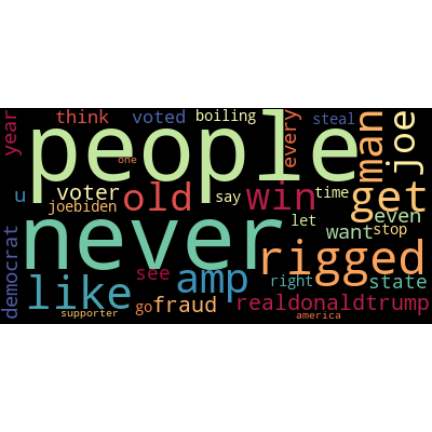 year
think
voted
boiling
every
steal
man
joe
people
one
u
voter
old
say
win
time
get
joebiden
let
even
never
want
stop
rigged
democrat
like
see
amp
right
state
supporter
go
fraud
realdonaldtrump
america